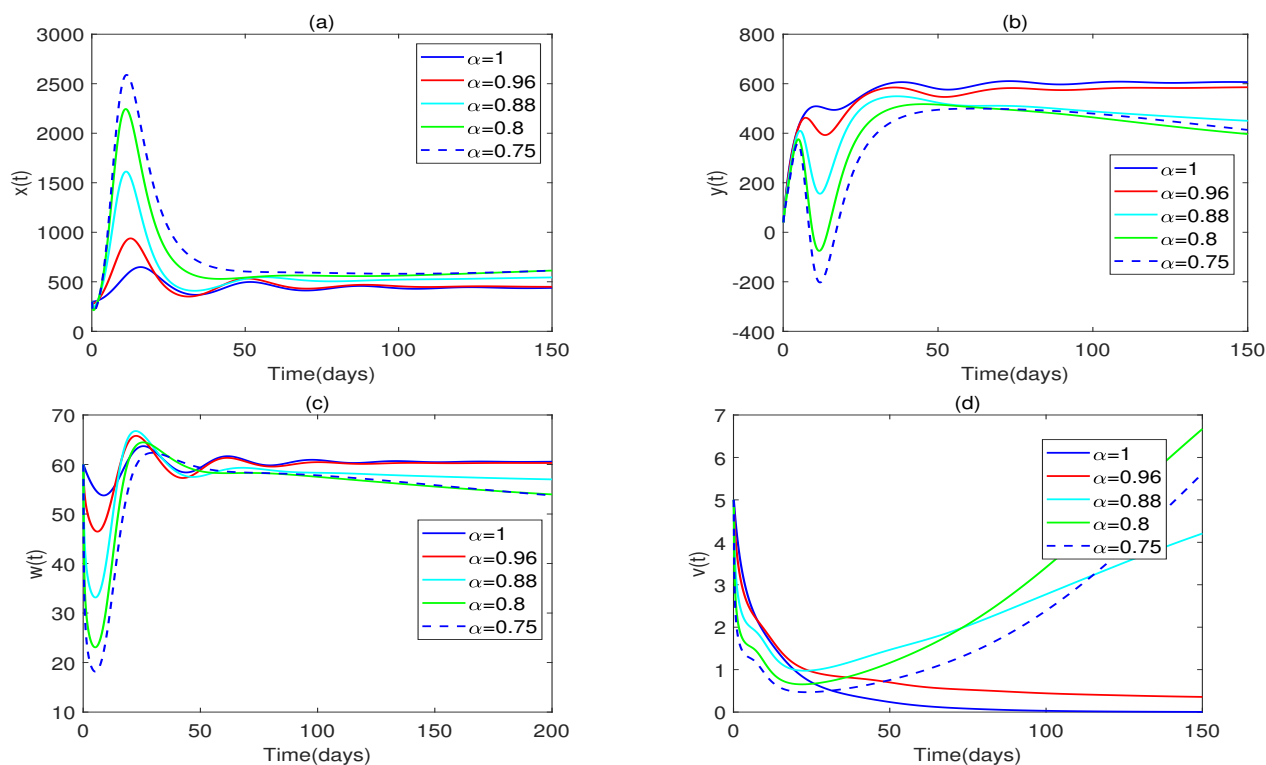 (a)
3000
2500
2000
1500
1000
500
0
x(t)
0 50 100 150
Time(days)
α=1
α=0.96
α=0.88
α=0.8
α=0.75
(b)
800
600
400
200
0
-200
-400
y(t)
0 50 100 150
Time(days)
α=1
α=0.96
α=0.88
α=0.8
α=0.75
(c)
70
60
50
40
30
20
10
w(t)
0 50 100 150 200
Time(days)
α=1
α=0.96
α=0.88
α=0.8
α=0.75
(d)
7
6
5
4
3
2
1
0
v(t)
0 50 100 150
Time(days)
α=1
α=0.96
α=0.88
α=0.8
α=0.75